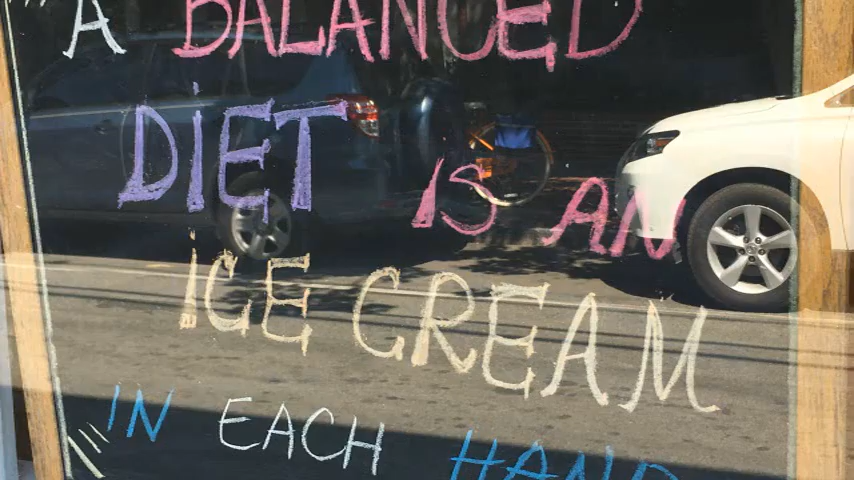 "A BALANCED
DIET IS AN
ICE CREAM
IN EACH HAND